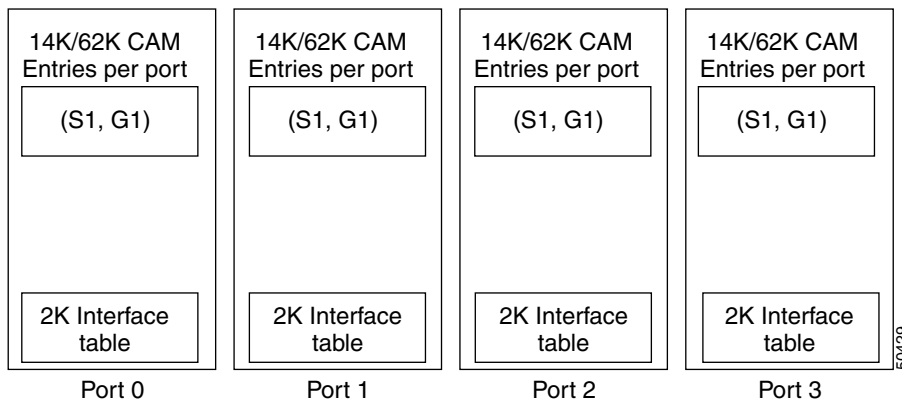 14K/62K CAM
Entries per port
(S1, G1)
2K Interface
table
Port 0
14K/62K CAM
Entries per port
(S1, G1)
2K Interface
table
Port 1
14K/62K CAM
Entries per port
(S1, G1)
2K Interface
table
Port 2
14K/62K CAM
Entries per port
(S1, G1)
2K Interface
table
Port 3
50429